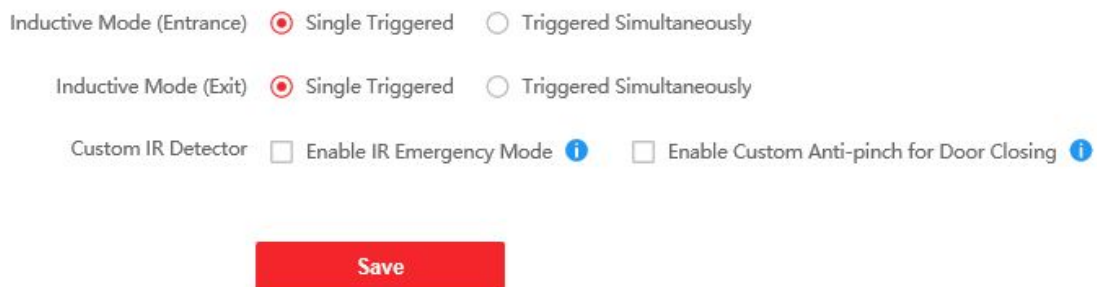 Inductive Mode (Entrance) Single Triggered Triggered Simultaneously
Inductive Mode (Exit) Single Triggered Triggered Simultaneously
Custom IR Detector Enable IR Emergency Mode i Enable Custom Anti-pinch for Door Closing i
Save